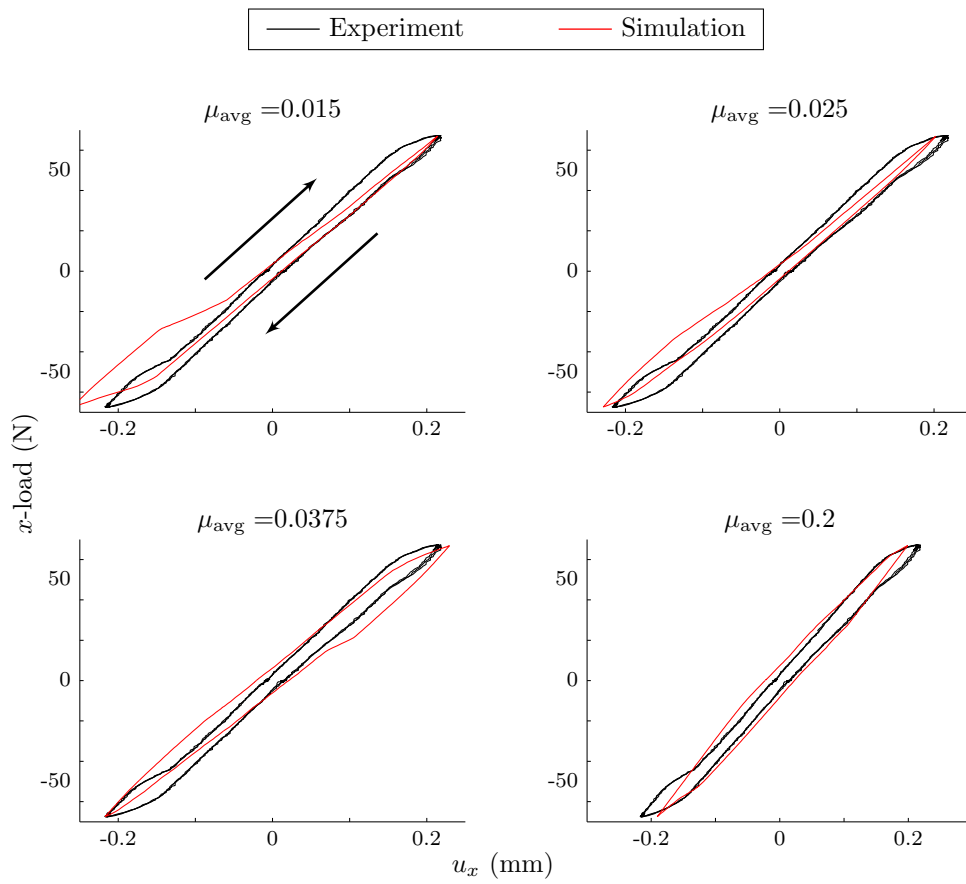 Experiment Simulation
μavg =0.015
50
0
-50
-0.2 0 0.2
μavg =0.025
50
0
-50
-0.2 0 0.2
μavg =0.0375
50
0
-50
-0.2 0 0.2
μavg =0.2
50
0
-50
-0.2 0 0.2
x-load (N)
ux (mm)